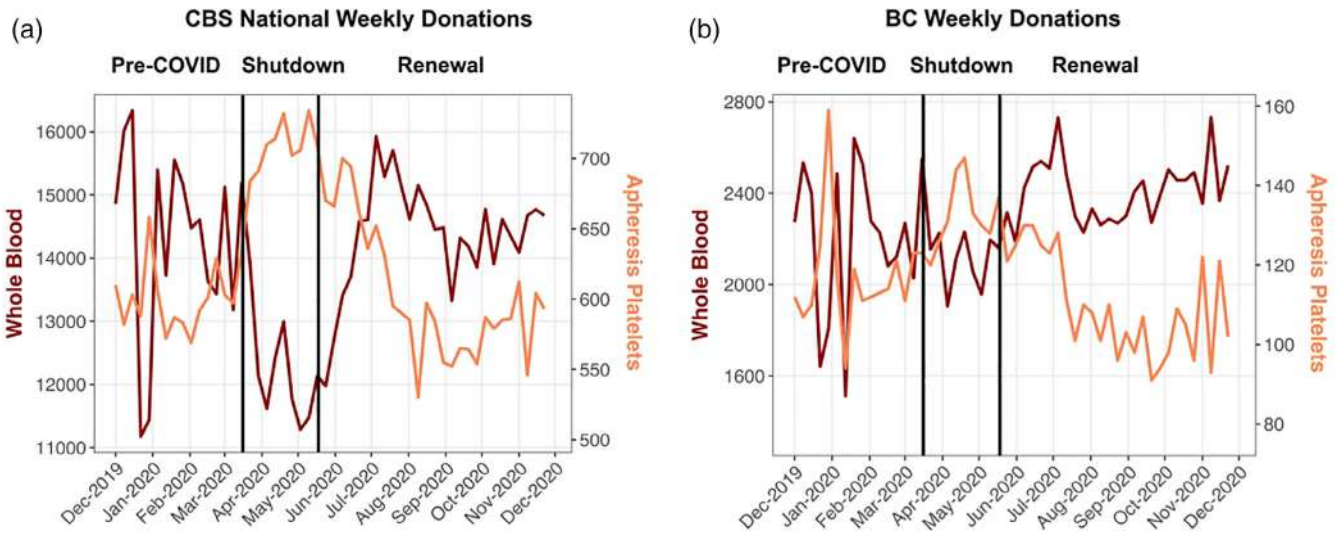 (a)
CBS National Weekly Donations
Pre-COVID Shutdown Renewal
Whole Blood
16000
15000
14000
13000
12000
11000
700
650
600
550
500
Apheresis Platelets
Dec-2019
Jan-2020
Feb-2020
Mar-2020
Apr-2020
May-2020
Jun-2020
Jul-2020
Aug-2020
Sep-2020
Oct-2020
Nov-2020
Dec-2020
(b)
BC Weekly Donations
Pre-COVID Shutdown Renewal
Whole Blood
2800
2400
2000
1600
160
140
120
100
80
Apheresis Platelets
Dec-2019
Jan-2020
Feb-2020
Mar-2020
Apr-2020
May-2020
Jun-2020
Jul-2020
Aug-2020
Sep-2020
Oct-2020
Nov-2020
Dec-2020